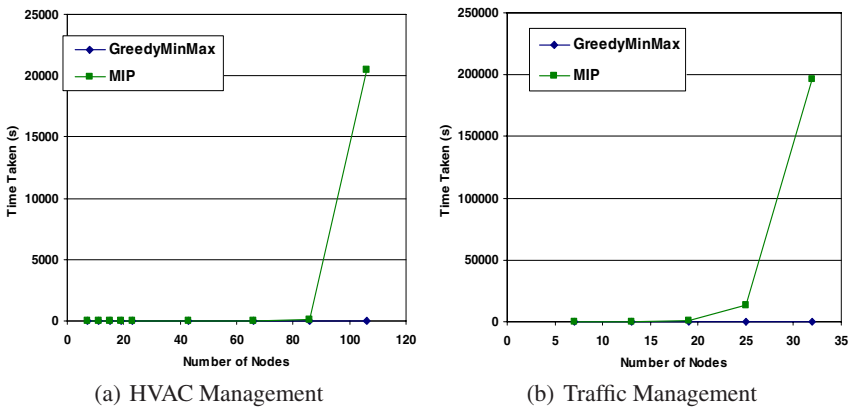 25000
20000
15000
10000
5000
0
Time Taken (s)
GreedyMinMax
MIP
0 20 40 60 80 100 120
Number of Nodes
(a) HVAC Management
250000
200000
150000
100000
50000
0
Time Taken (s)
GreedyMinMax
MIP
0 5 10 15 20 25 30 35
Number of Nodes
(b) Traffic Management